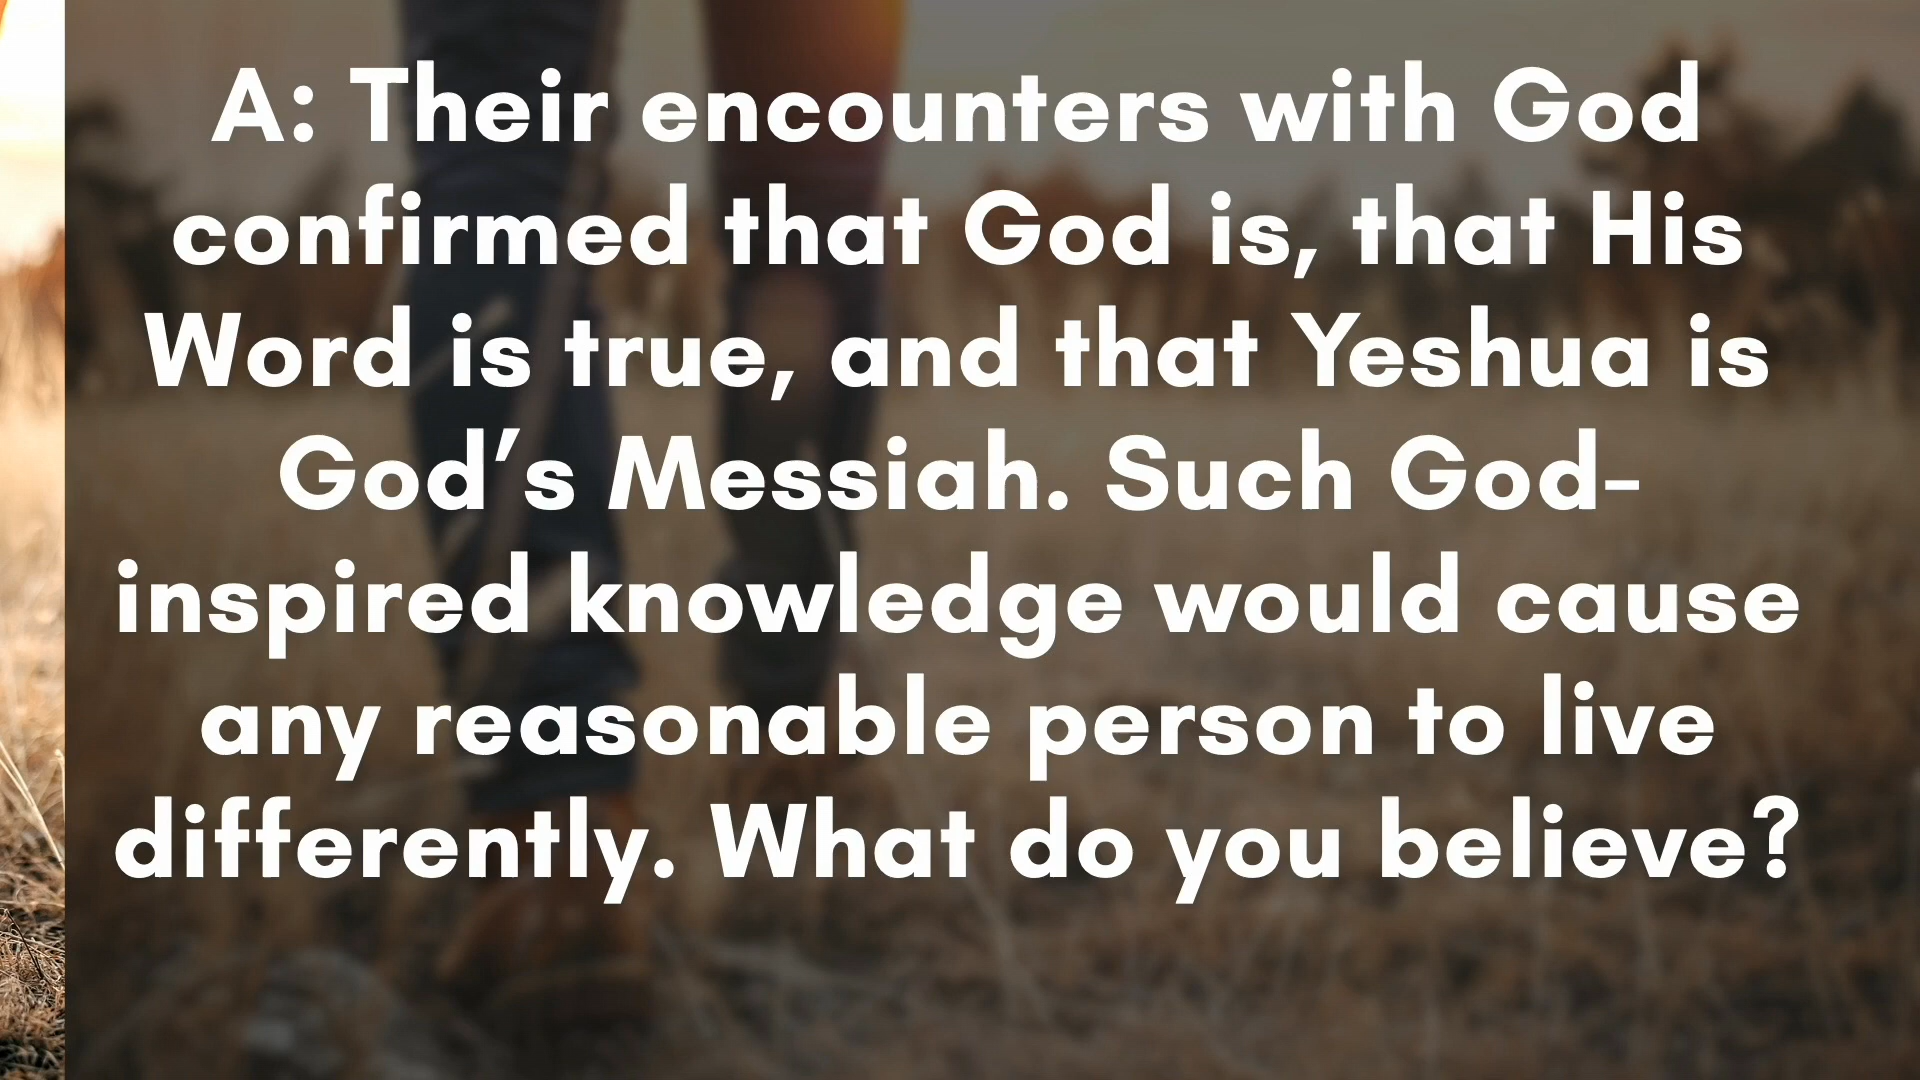 A: Their encounters with God
confirmed that God is, that His
Word is true, and that Yeshua is
God’s Messiah. Such God-
inspired knowledge would cause
any reasonable person to live
differently. What do you believe?